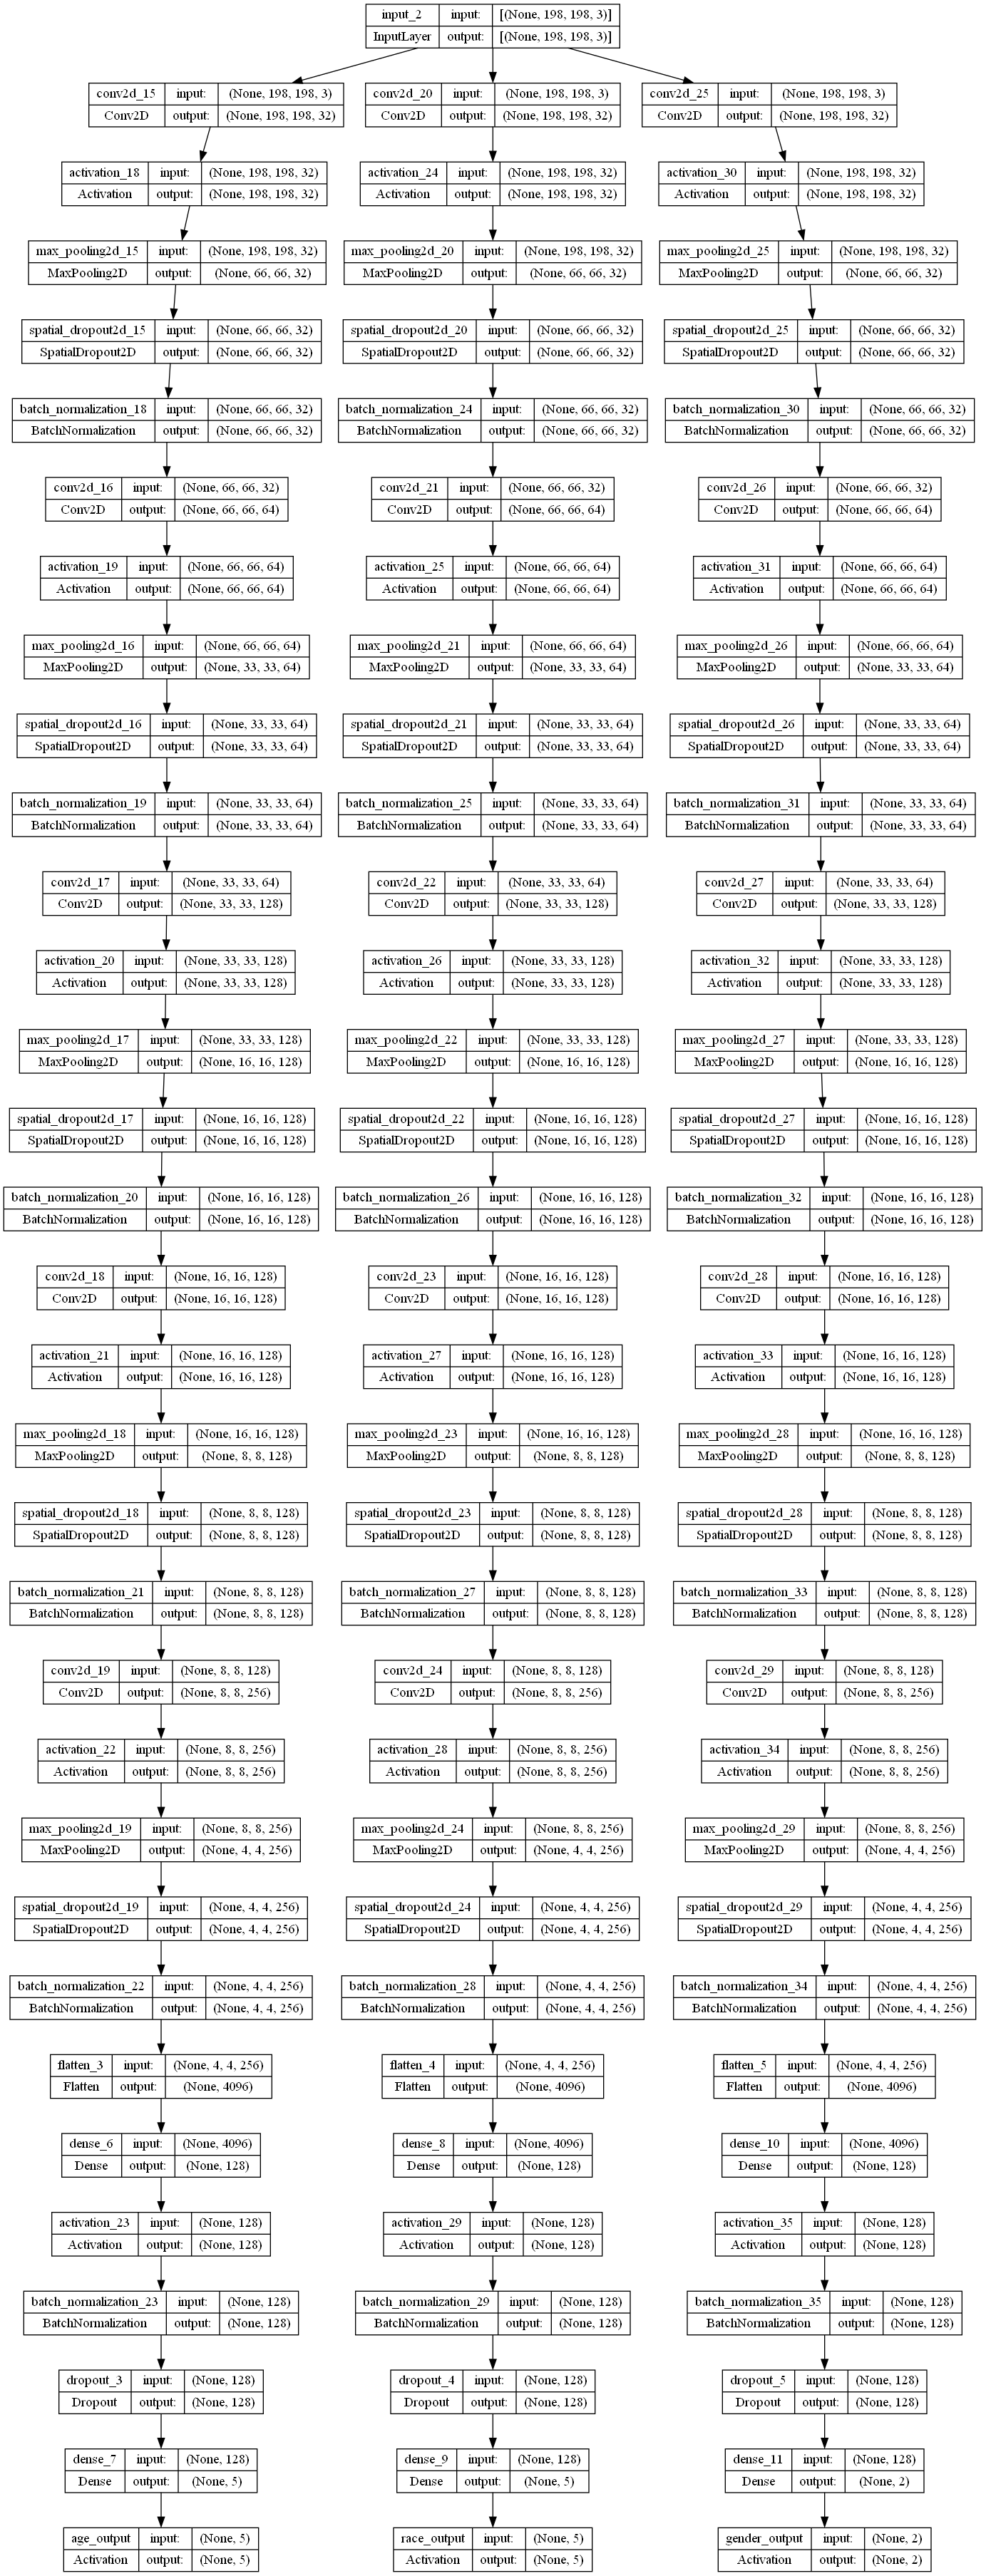 input_2 input: [(None, 198, 198, 3)]
InputLayer output: [(None, 198, 198, 3)]
conv2d_15 input: (None, 198, 198, 3) conv2d_20 input: (None, 198, 198, 3) conv2d_25 input: (None, 198, 198, 3)
Conv2D output: (None, 198, 198, 32) Conv2D output: (None, 198, 198, 32) Conv2D output: (None, 198, 198, 32)
activation_18 input: (None, 198, 198, 32) activation_24 input: (None, 198, 198, 32) activation_30 input: (None, 198, 198, 32)
Activation output: (None, 198, 198, 32) Activation output: (None, 198, 198, 32) Activation output: (None, 198, 198, 32)
max_pooling2d_15 input: (None, 198, 198, 32) max_pooling2d_20 input: (None, 198, 198, 32) max_pooling2d_25 input: (None, 198, 198, 32)
MaxPooling2D output: (None, 66, 66, 32) MaxPooling2D output: (None, 66, 66, 32) MaxPooling2D output: (None, 66, 66, 32)
spatial_dropout2d_15 input: (None, 66, 66, 32) spatial_dropout2d_20 input: (None, 66, 66, 32) spatial_dropout2d_25 input: (None, 66, 66, 32)
SpatialDropout2D output: (None, 66, 66, 32) SpatialDropout2D output: (None, 66, 66, 32) SpatialDropout2D output: (None, 66, 66, 32)
batch_normalization_18 input: (None, 66, 66, 32) batch_normalization_24 input: (None, 66, 66, 32) batch_normalization_30 input: (None, 66, 66, 32)
BatchNormalization output: (None, 66, 66, 32) BatchNormalization output: (None, 66, 66, 32) BatchNormalization output: (None, 66, 66, 32)
conv2d_16 input: (None, 66, 66, 32) conv2d_21 input: (None, 66, 66, 32) conv2d_26 input: (None, 66, 66, 32)
Conv2D output: (None, 66, 66, 64) Conv2D output: (None, 66, 66, 64) Conv2D output: (None, 66, 66, 64)
activation_19 input: (None, 66, 66, 64) activation_25 input: (None, 66, 66, 64) activation_31 input: (None, 66, 66, 64)
Activation output: (None, 66, 66, 64) Activation output: (None, 66, 66, 64) Activation output: (None, 66, 66, 64)
max_pooling2d_16 input: (None, 66, 66, 64) max_pooling2d_21 input: (None, 66, 66, 64) max_pooling2d_26 input: (None, 66, 66, 64)
MaxPooling2D output: (None, 33, 33, 64) MaxPooling2D output: (None, 33, 33, 64) MaxPooling2D output: (None, 33, 33, 64)
spatial_dropout2d_16 input: (None, 33, 33, 64) spatial_dropout2d_21 input: (None, 33, 33, 64) spatial_dropout2d_26 input: (None, 33, 33, 64)
SpatialDropout2D output: (None, 33, 33, 64) SpatialDropout2D output: (None, 33, 33, 64) SpatialDropout2D output: (None, 33, 33, 64)
batch_normalization_19 input: (None, 33, 33, 64) batch_normalization_25 input: (None, 33, 33, 64) batch_normalization_31 input: (None, 33, 33, 64)
BatchNormalization output: (None, 33, 33, 64) BatchNormalization output: (None, 33, 33, 64) BatchNormalization output: (None, 33, 33, 64)
conv2d_17 input: (None, 33, 33, 64) conv2d_22 input: (None, 33, 33, 64) conv2d_27 input: (None, 33, 33, 64)
Conv2D output: (None, 33, 33, 128) Conv2D output: (None, 33, 33, 128) Conv2D output: (None, 33, 33, 128)
activation_20 input: (None, 33, 33, 128) activation_26 input: (None, 33, 33, 128) activation_32 input: (None, 33, 33, 128)
Activation output: (None, 33, 33, 128) Activation output: (None, 33, 33, 128) Activation output: (None, 33, 33, 128)
max_pooling2d_17 input: (None, 33, 33, 128) max_pooling2d_22 input: (None, 33, 33, 128) max_pooling2d_27 input: (None, 33, 33, 128)
MaxPooling2D output: (None, 16, 16, 128) MaxPooling2D output: (None, 16, 16, 128) MaxPooling2D output: (None, 16, 16, 128)
spatial_dropout2d_17 input: (None, 16, 16, 128) spatial_dropout2d_22 input: (None, 16, 16, 128) spatial_dropout2d_27 input: (None, 16, 16, 128)
SpatialDropout2D output: (None, 16, 16, 128) SpatialDropout2D output: (None, 16, 16, 128) SpatialDropout2D output: (None, 16, 16, 128)
batch_normalization_20 input: (None, 16, 16, 128) batch_normalization_26 input: (None, 16, 16, 128) batch_normalization_32 input: (None, 16, 16, 128)
BatchNormalization output: (None, 16, 16, 128) BatchNormalization output: (None, 16, 16, 128) BatchNormalization output: (None, 16, 16, 128)
conv2d_18 input: (None, 16, 16, 128) conv2d_23 input: (None, 16, 16, 128) conv2d_28 input: (None, 16, 16, 128)
Conv2D output: (None, 16, 16, 128) Conv2D output: (None, 16, 16, 128) Conv2D output: (None, 16, 16, 128)
activation_21 input: (None, 16, 16, 128) activation_27 input: (None, 16, 16, 128) activation_33 input: (None, 16, 16, 128)
Activation output: (None, 16, 16, 128) Activation output: (None, 16, 16, 128) Activation output: (None, 16, 16, 128)
max_pooling2d_18 input: (None, 16, 16, 128) max_pooling2d_23 input: (None, 16, 16, 128) max_pooling2d_28 input: (None, 16, 16, 128)
MaxPooling2D output: (None, 8, 8, 128) MaxPooling2D output: (None, 8, 8, 128) MaxPooling2D output: (None, 8, 8, 128)
spatial_dropout2d_18 input: (None, 8, 8, 128) spatial_dropout2d_23 input: (None, 8, 8, 128) spatial_dropout2d_28 input: (None, 8, 8, 128)
SpatialDropout2D output: (None, 8, 8, 128) SpatialDropout2D output: (None, 8, 8, 128) SpatialDropout2D output: (None, 8, 8, 128)
batch_normalization_21 input: (None, 8, 8, 128) batch_normalization_27 input: (None, 8, 8, 128) batch_normalization_33 input: (None, 8, 8, 128)
BatchNormalization output: (None, 8, 8, 128) BatchNormalization output: (None, 8, 8, 128) BatchNormalization output: (None, 8, 8, 128)
conv2d_19 input: (None, 8, 8, 128) conv2d_24 input: (None, 8, 8, 128) conv2d_29 input: (None, 8, 8, 128)
Conv2D output: (None, 8, 8, 256) Conv2D output: (None, 8, 8, 256) Conv2D output: (None, 8, 8, 256)
activation_22 input: (None, 8, 8, 256) activation_28 input: (None, 8, 8, 256) activation_34 input: (None, 8, 8, 256)
Activation output: (None, 8, 8, 256) Activation output: (None, 8, 8, 256) Activation output: (None, 8, 8, 256)
max_pooling2d_19 input: (None, 8, 8, 256) max_pooling2d_24 input: (None, 8, 8, 256) max_pooling2d_29 input: (None, 8, 8, 256)
MaxPooling2D output: (None, 4, 4, 256) MaxPooling2D output: (None, 4, 4, 256) MaxPooling2D output: (None, 4, 4, 256)
spatial_dropout2d_19 input: (None, 4, 4, 256) spatial_dropout2d_24 input: (None, 4, 4, 256) spatial_dropout2d_29 input: (None, 4, 4, 256)
SpatialDropout2D output: (None, 4, 4, 256) SpatialDropout2D output: (None, 4, 4, 256) SpatialDropout2D output: (None, 4, 4, 256)
batch_normalization_22 input: (None, 4, 4, 256) batch_normalization_28 input: (None, 4, 4, 256) batch_normalization_34 input: (None, 4, 4, 256)
BatchNormalization output: (None, 4, 4, 256) BatchNormalization output: (None, 4, 4, 256) BatchNormalization output: (None, 4, 4, 256)
flatten_3 input: (None, 4, 4, 256) flatten_4 input: (None, 4, 4, 256) flatten_5 input: (None, 4, 4, 256)
Flatten output: (None, 4096) Flatten output: (None, 4096) Flatten output: (None, 4096)
dense_6 input: (None, 4096) dense_8 input: (None, 4096) dense_10 input: (None, 4096)
Dense output: (None, 128) Dense output: (None, 128) Dense output: (None, 128)
activation_23 input: (None, 128) activation_29 input: (None, 128) activation_35 input: (None, 128)
Activation output: (None, 128) Activation output: (None, 128) Activation output: (None, 128)
batch_normalization_23 input: (None, 128) batch_normalization_29 input: (None, 128) batch_normalization_35 input: (None, 128)
BatchNormalization output: (None, 128) BatchNormalization output: (None, 128) BatchNormalization output: (None, 128)
dropout_3 input: (None, 128) dropout_4 input: (None, 128) dropout_5 input: (None, 128)
Dropout output: (None, 128) Dropout output: (None, 128) Dropout output: (None, 128)
dense_7 input: (None, 128) dense_9 input: (None, 128) dense_11 input: (None, 128)
Dense output: (None, 5) Dense output: (None, 5) Dense output: (None, 2)
age_output input: (None, 5) race_output input: (None, 5) gender_output input: (None, 2)
Activation output: (None, 5) Activation output: (None, 5) Activation output: (None, 2)